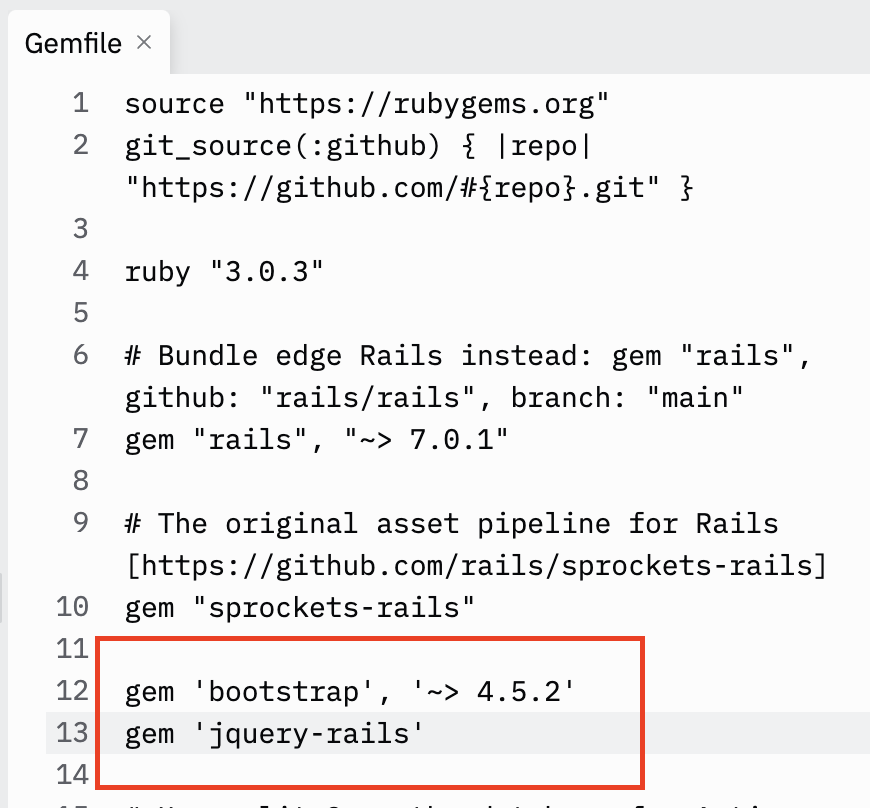 Gemfile ×
1 source "https://rubygems.org"
2 git_source(:github) { |repo|
"https://github.com/#{repo}.git" }
3
4 ruby "3.0.3"
5
6 # Bundle edge Rails instead: gem "rails",
github: "rails/rails", branch: "main"
7 gem "rails", "~> 7.0.1"
8
9 # The original asset pipeline for Rails
[https://github.com/rails/sprockets-rails]
10 gem "sprockets-rails"
11
12 gem 'bootstrap', '~> 4.5.2'
13 gem 'jquery-rails'
14